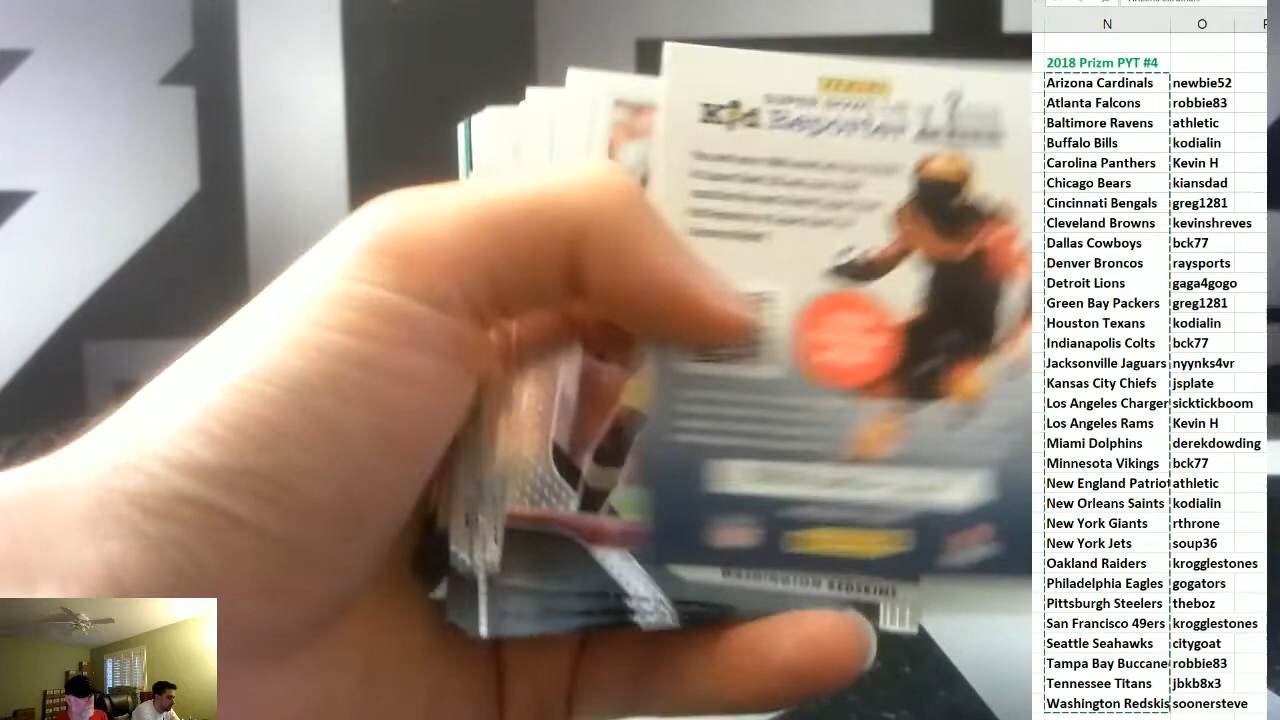 PANINI
Kid Reporter
WASHINGTON REDSKINS
N O
2018 Prizm PYT #4
Arizona Cardinals newbie52
Atlanta Falcons robbie83
Baltimore Ravens athletic
Buffalo Bills kodialin
Carolina Panthers Kevin H
Chicago Bears kiansdad
Cincinnati Bengals greg1281
Cleveland Browns kevinshreves
Dallas Cowboys bck77
Denver Broncos raysports
Detroit Lions gaga4gogo
Green Bay Packers greg1281
Houston Texans kodialin
Indianapolis Colts bck77
Jacksonville Jaguars nyynks4vr
Kansas City Chiefs jsplate
Los Angeles Charger sicktickboom
Los Angeles Rams Kevin H
Miami Dolphins derekdowding
Minnesota Vikings bck77
New England Patriot athletic
New Orleans Saints kodialin
New York Giants rthrone
New York Jets soup36
Oakland Raiders krogglestones
Philadelphia Eagles gogators
Pittsburgh Steelers theboz
San Francisco 49ers krogglestones
Seattle Seahawks citygoat
Tampa Bay Buccane robbie83
Tennessee Titans jbkb8x3
Washington Redskis soonersteve